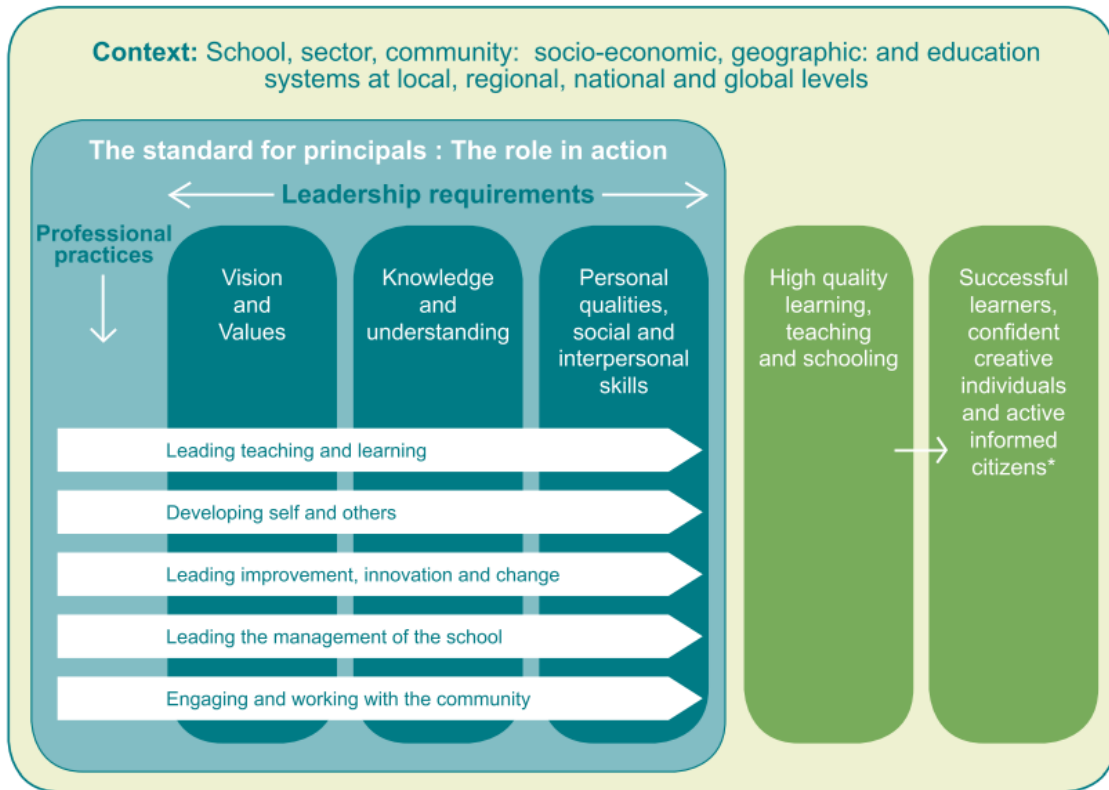 Context: School, sector, community:  socio-economic, geographic: and education
systems at local, regional, national and global levels
The standard for principals : The role in action
Leadership requirements
Professional
practices
Vision
and
Values
Knowledge
and
understanding
Personal
qualities,
social and
interpersonal
skills
High quality
learning,
teaching
and schooling
Successful
learners,
confident
creative
individuals
and active
informed
citizens*
Leading teaching and learning
Developing self and others
Leading improvement, innovation and change
Leading the management of the school
Engaging and working with the community